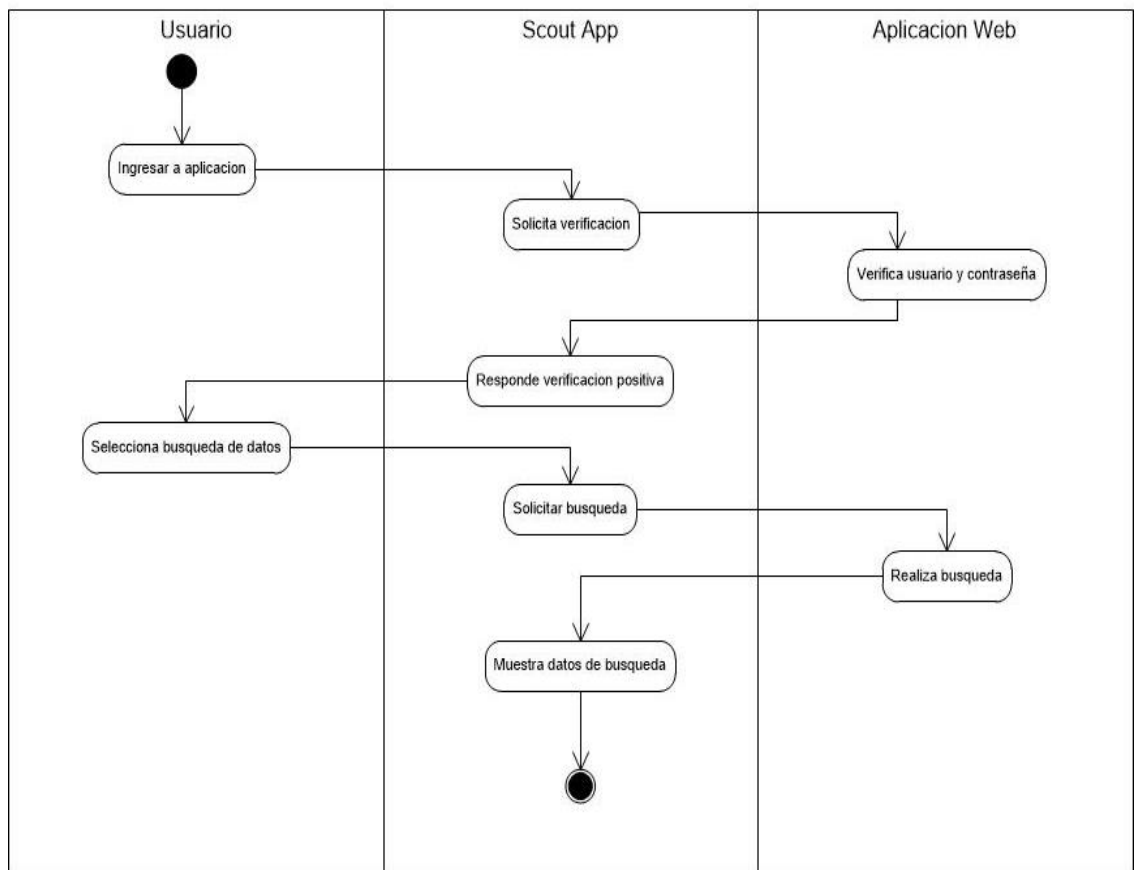 Usuario
Scout App
Aplicacion Web
Ingresar a aplicacion
Solicita verificacion
Verifica usuario y contraseña
Responde verificacion positiva
Selecciona busqueda de datos
Solicitar busqueda
Realiza busqueda
Muestra datos de busqueda